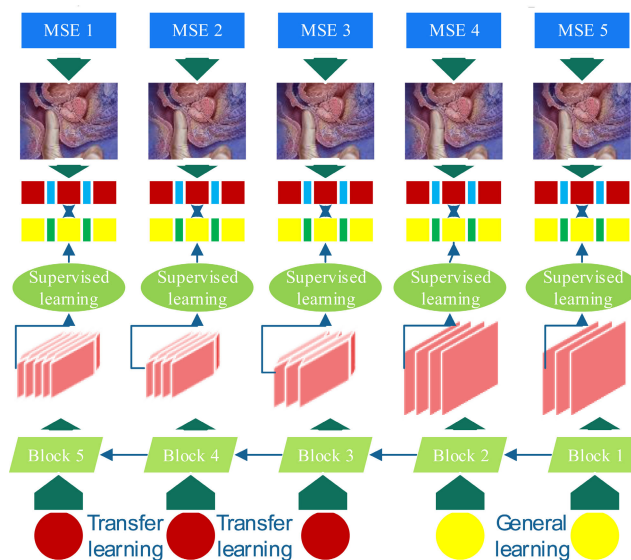 MSE 1 MSE 2 MSE 3 MSE 4 MSE 5
Supervised learning Supervised learning Supervised learning Supervised learning Supervised learning
Block 5 Block 4 Block 3 Block 2 Block 1
Transfer learning Transfer learning General learning